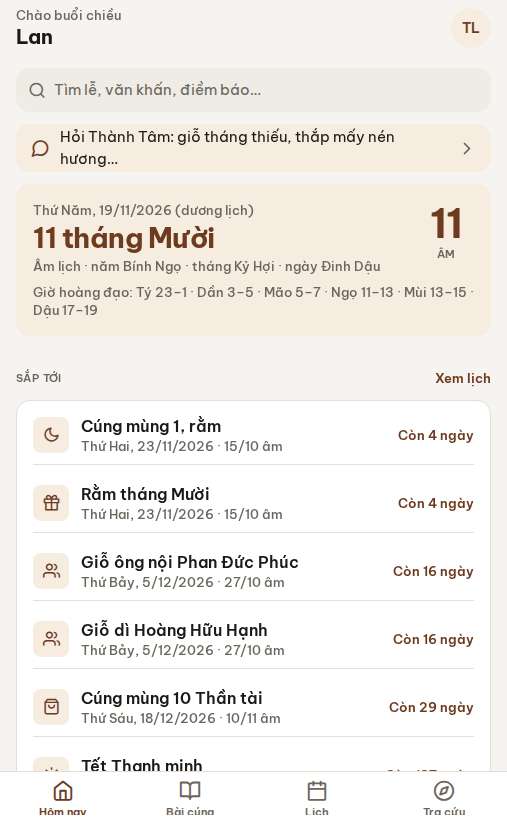 Chào buổi chiều
Lan
TL
Tìm lễ, văn khấn, điềm báo...
Hỏi Thành Tâm: giỗ tháng thiếu, thắp mấy nén
hương...
Thứ Năm, 19/11/2026 (dương lịch)
11 tháng Mười
11
ÂM
Âm lịch · năm Bính Ngọ · tháng Kỷ Hợi · ngày Đinh Dậu
Giờ hoàng đạo: Tý 23–1 · Dần 3–5 · Mão 5–7 · Ngọ 11–13 · Mùi 13–15 ·
Dậu 17–19
SẮP TỚI
Xem lịch
Cúng mùng 1, rằm
Thứ Hai, 23/11/2026 · 15/10 âm
Còn 4 ngày
Rằm tháng Mười
Thứ Hai, 23/11/2026 · 15/10 âm
Còn 4 ngày
Giỗ ông nội Phan Đức Phúc
Thứ Bảy, 5/12/2026 · 27/10 âm
Còn 16 ngày
Giỗ dì Hoàng Hữu Hạnh
Thứ Bảy, 5/12/2026 · 27/10 âm
Còn 16 ngày
Cúng mùng 10 Thần tài
Thứ Sáu, 18/12/2026 · 10/11 âm
Còn 29 ngày
Tết Thanh minh
Hôm nay
Bài cúng
Lịch
Tra cứu